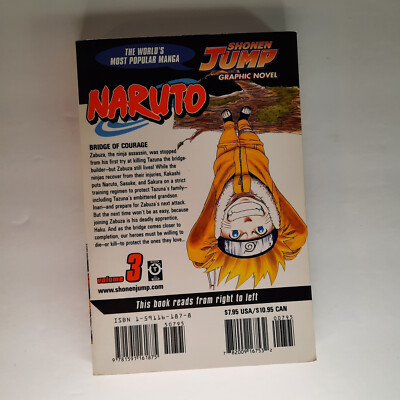 THE WORLD'S
MOST POPULAR MANGA
SHONEN
JUMP
GRAPHIC NOVEL
NARUTO
BRIDGE OF COURAGE
Zabuza, the ninja assassin, was stopped
from his first try at killing Tazuna the bridge
builder—but Zabuza still lives! While the
ninjas recover from their injuries, Kakashi
puts Naruto, Sasuke, and Sakura on a strict
training regimen to protect Tazuna's family—
including Tazuna's embittered grandson
Inari—and prepare for Zabuza's next attack.
But the next time won't be as easy, because
joining Zabuza is his deadly apprentice,
Haku. And as the bridge comes closer to
completion, our heroes must be willing to
die—or kill—to protect the ones they love...
volume 3
www.shonenjump.com
This book reads from right to left
ISBN 1-59116-187-8
$7.95 USA/$10.95 CAN
50795
00795
9 781591 161875